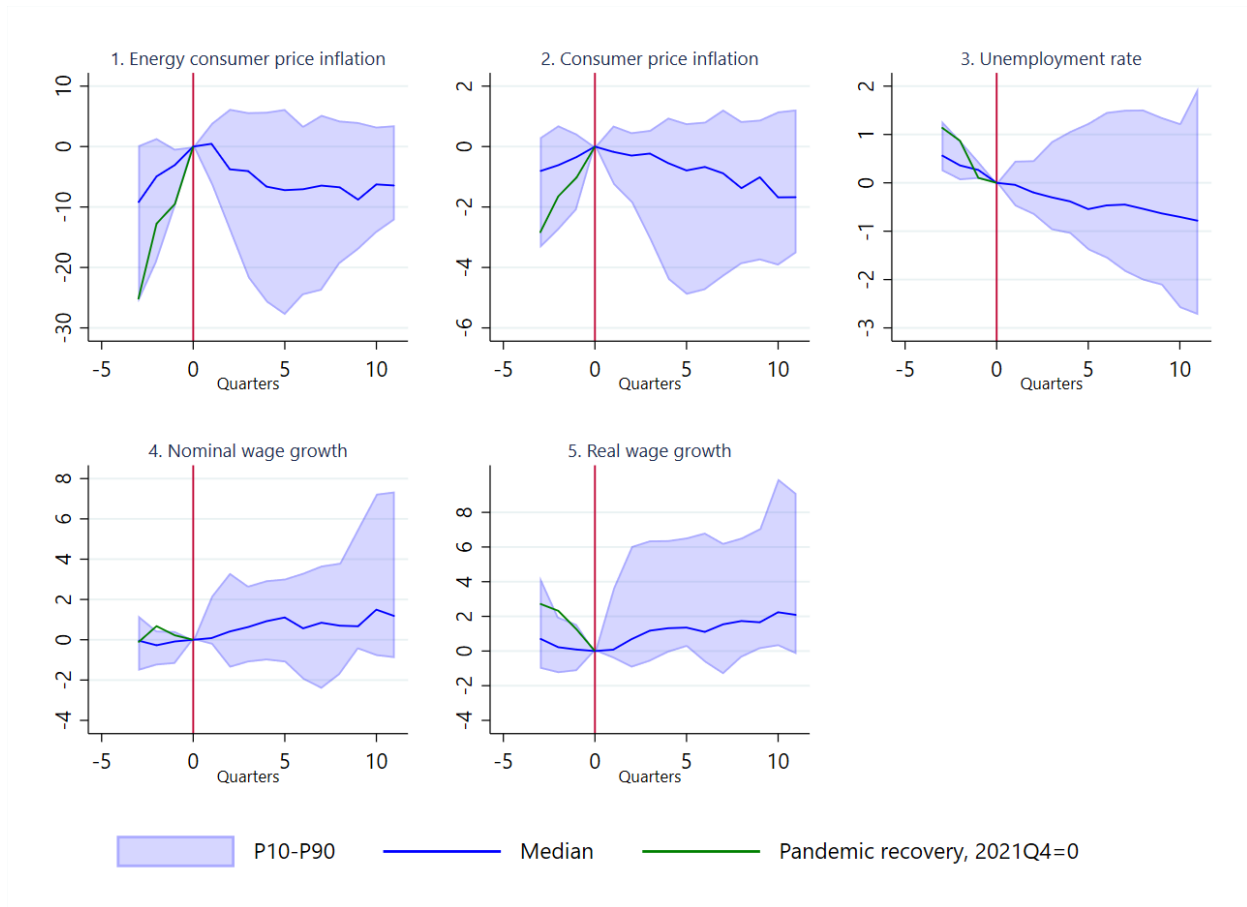 1. Energy consumer price inflation
10
0
-10
-20
-30
-5 0 5 10
Quarters
2. Consumer price inflation
2
0
-2
-4
-6
-5 0 5 10
Quarters
3. Unemployment rate
2
1
0
-1
-2
-3
-5 0 5 10
Quarters
4. Nominal wage growth
8
6
4
2
0
-2
-4
-5 0 5 10
Quarters
5. Real wage growth
8
6
4
2
0
-2
-4
-5 0 5 10
Quarters
P10-P90 Median Pandemic recovery, 2021Q4=0